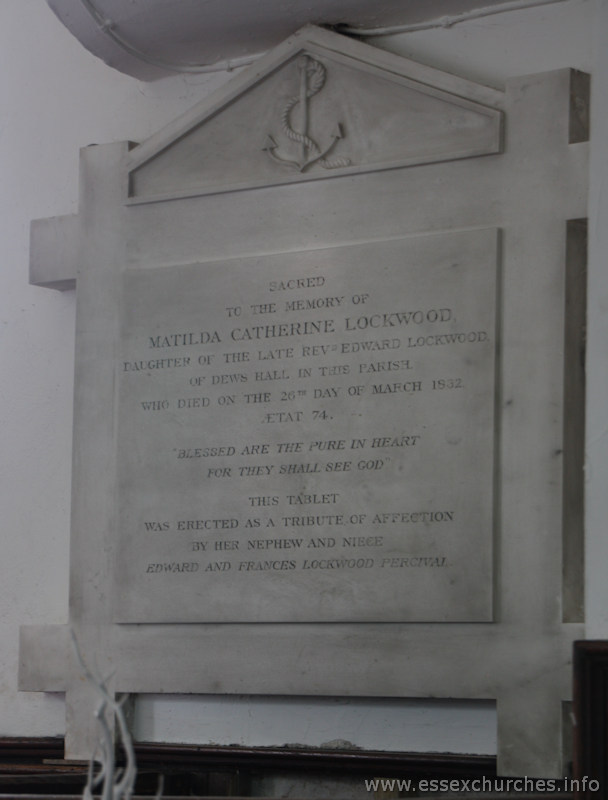 SACRED
TO THE MEMORY OF
MATILDA CATHERINE LOCKWOOD,
DAUGHTER OF THE LATE REVD EDWARD LOCKWOOD,
OF DEWS HALL IN THIS PARISH.
WHO DIED ON THE 26TH DAY OF MARCH 1832.
ÆTAT 74.
"BLESSED ARE THE PURE IN HEART
FOR THEY SHALL SEE GOD"
THIS TABLET
WAS ERECTED AS A TRIBUTE OF AFFECTION
BY HER NEPHEW AND NIECE
EDWARD AND FRANCES LOCKWOOD PERCIVAL.
www.essexchurches.info